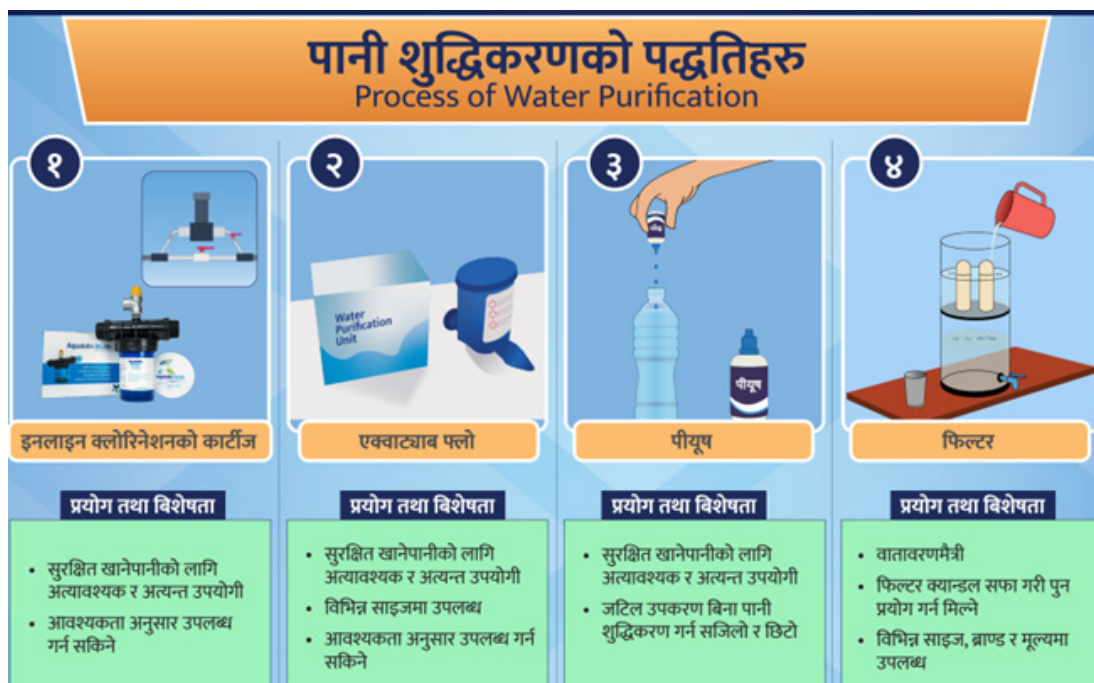 पानी शुद्धिकरणको पद्धतिहरु
Process of Water Purification
१
इनलाइन क्लोरिनेशनको कार्टीज
प्रयोग तथा बिशेषता
• सुरक्षित खानेपानीको लागि
अत्यावश्यक र अत्यन्त उपयोगी
• आवश्यकता अनुसार उपलब्ध
गर्न सकिने
२
Water
Purification
Unit
एक्वाट्याब फ्लो
प्रयोग तथा बिशेषता
• सुरक्षित खानेपानीको लागि
अत्यावश्यक र अत्यन्त उपयोगी
• विभिन्न साइजमा उपलब्ध
• आवश्यकता अनुसार उपलब्ध गर्न
सकिने
३
पीयूष
पीयूष
प्रयोग तथा बिशेषता
• सुरक्षित खानेपानीको लागि
अत्यावश्यक र अत्यन्त उपयोगी
• जटिल उपकरण बिना पानी
शुद्धिकरण गर्न सजिलो र छिटो
४
फिल्टर
प्रयोग तथा बिशेषता
• वातावरणमैत्री
• फिल्टर क्यान्डल सफा गरी पुन
प्रयोग गर्न मिल्ने
• विभिन्न साइज, ब्राण्ड र मूल्यमा
उपलब्ध